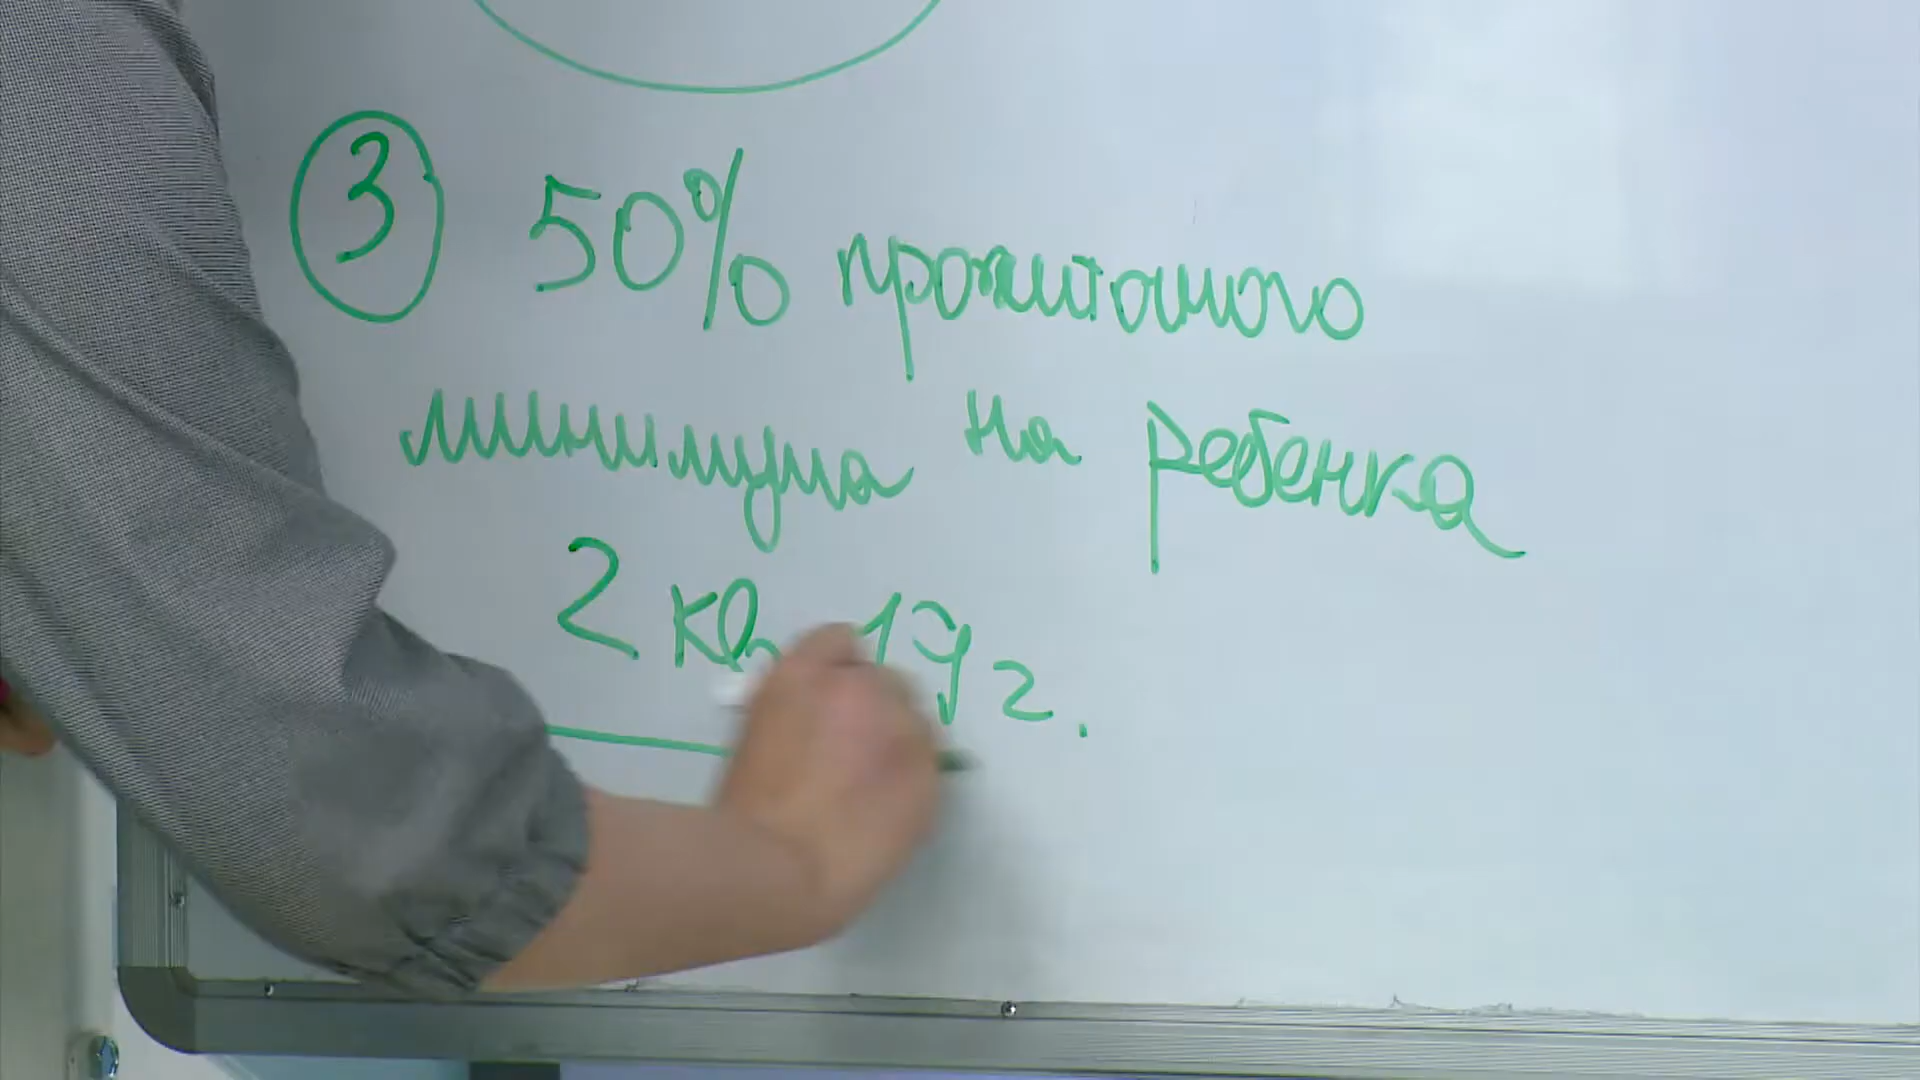 3 50% прожиточного
минимума на ребенка
2 кв 19 г.